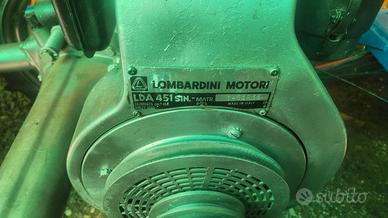 LOMBARDINI MOTORI
LDA 451 SIN. MATR.
MADE IN ITALY
subito